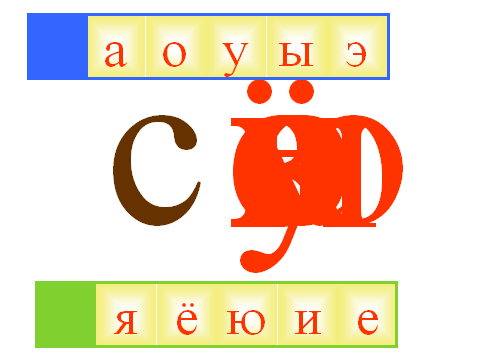 а о у ы э
с
я ё ю и е